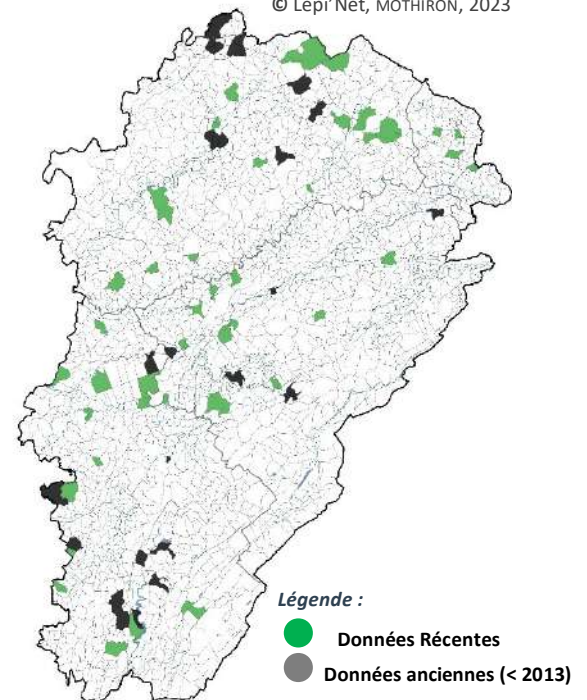 © Lepi'Net, MOTHIRON, 2023
Légende :
Données Récentes
Données anciennes (< 2013)